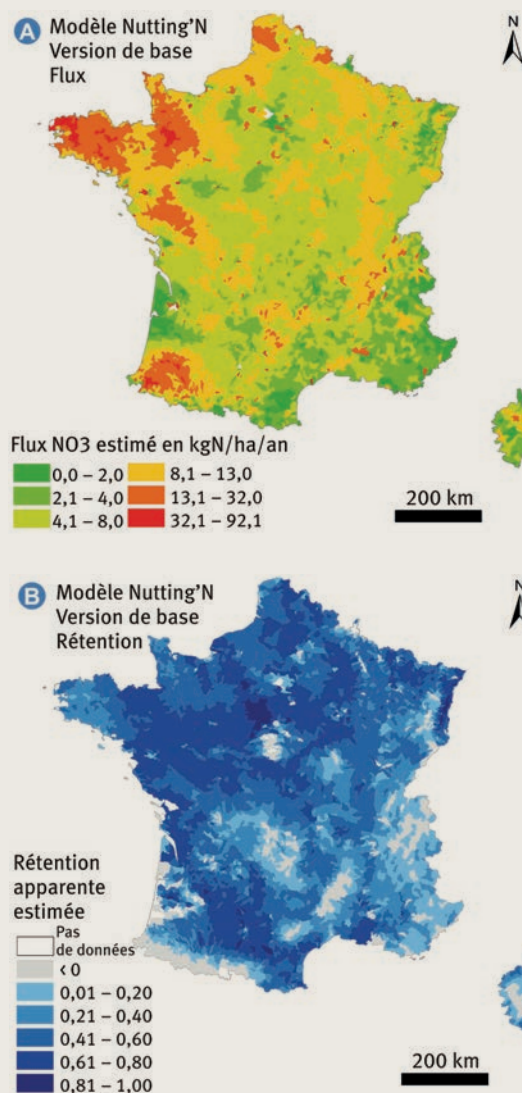 A Modèle Nutting'N
Version de base
Flux
N
Flux NO3 estimé en kgN/ha/an
0,0 – 2,0
8,1 – 13,0
2,1 – 4,0
13,1 – 32,0
4,1 – 8,0
32,1 – 92,1
200 km
B Modèle Nutting'N
Version de base
Rétention
N
Rétention
apparente
estimée
Pas
de données
< 0
0,01 – 0,20
0,21 – 0,40
0,41 – 0,60
0,61 – 0,80
0,81 – 1,00
200 km